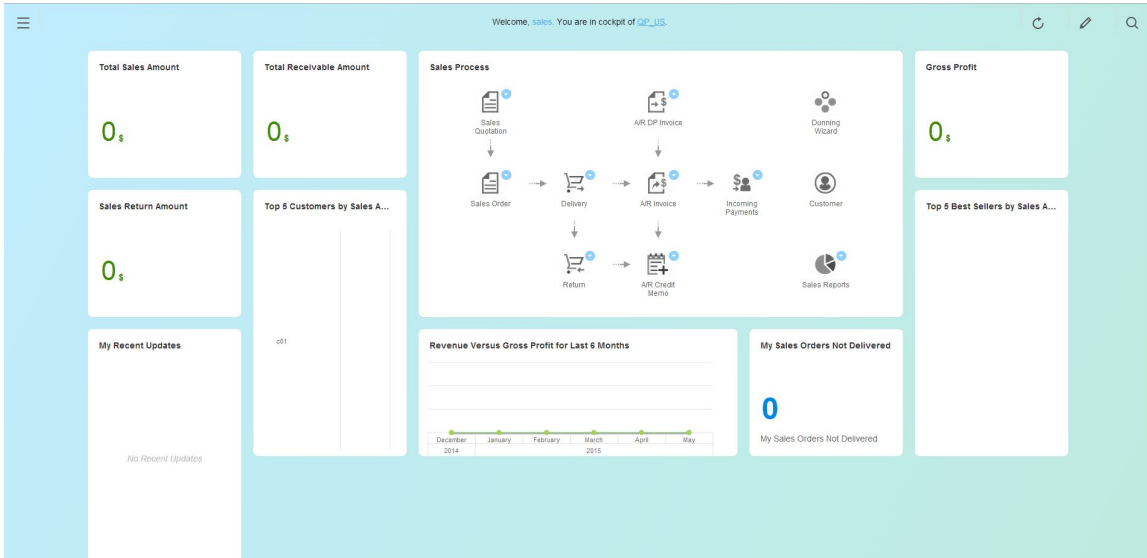 Welcome, sales. You are in cockpit of QP_US.
Total Sales Amount
0 $
Total Receivable Amount
0 $
Sales Process
Sales
Quotation
A/R DP Invoice
Dunning
Wizard
Sales Order
Delivery
A/R Invoice
Incoming
Payments
Customer
Return
A/R Credit
Memo
Sales Reports
Gross Profit
0 $
Sales Return Amount
0 $
Top 5 Customers by Sales A...
c01
Top 5 Best Sellers by Sales A...
My Recent Updates
No Recent Updates
Revenue Versus Gross Profit for Last 6 Months
December January February March April May
2014 2015
My Sales Orders Not Delivered
0
My Sales Orders Not Delivered